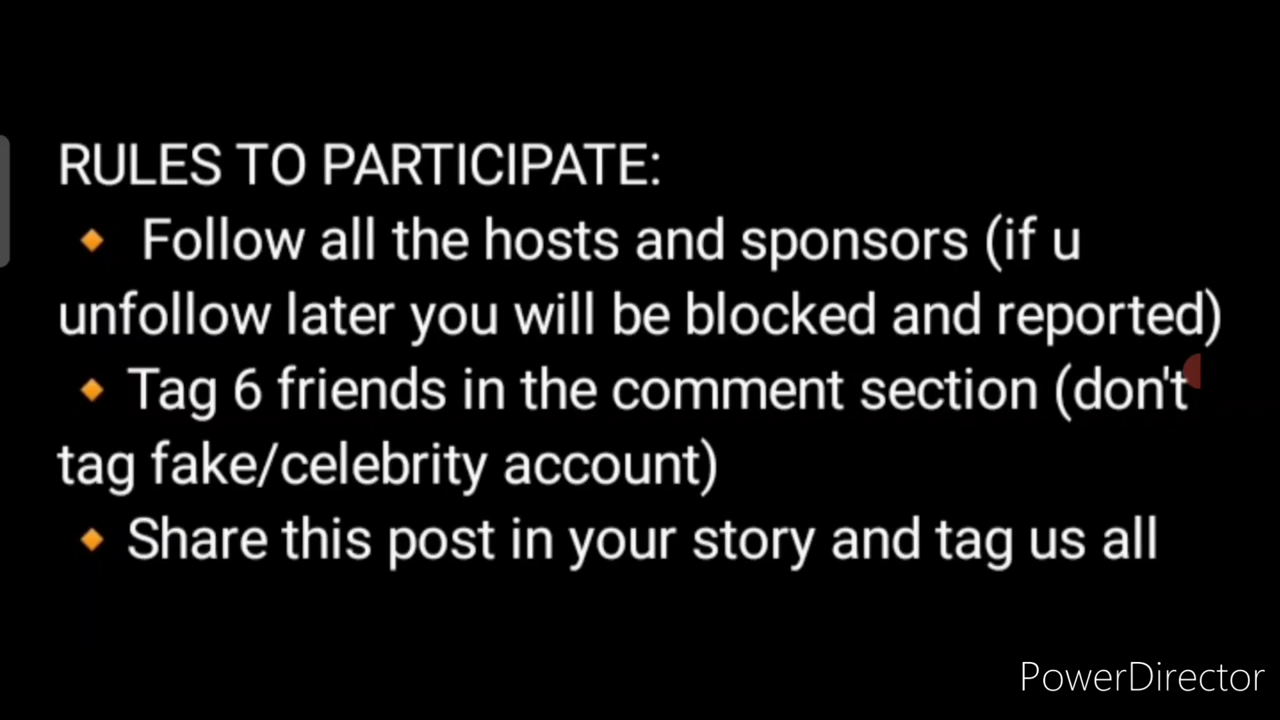 RULES TO PARTICIPATE:
🔸 Follow all the hosts and sponsors (if u
unfollow later you will be blocked and reported)
🔸Tag 6 friends in the comment section (don't
tag fake/celebrity account)
🔸Share this post in your story and tag us all
PowerDirector